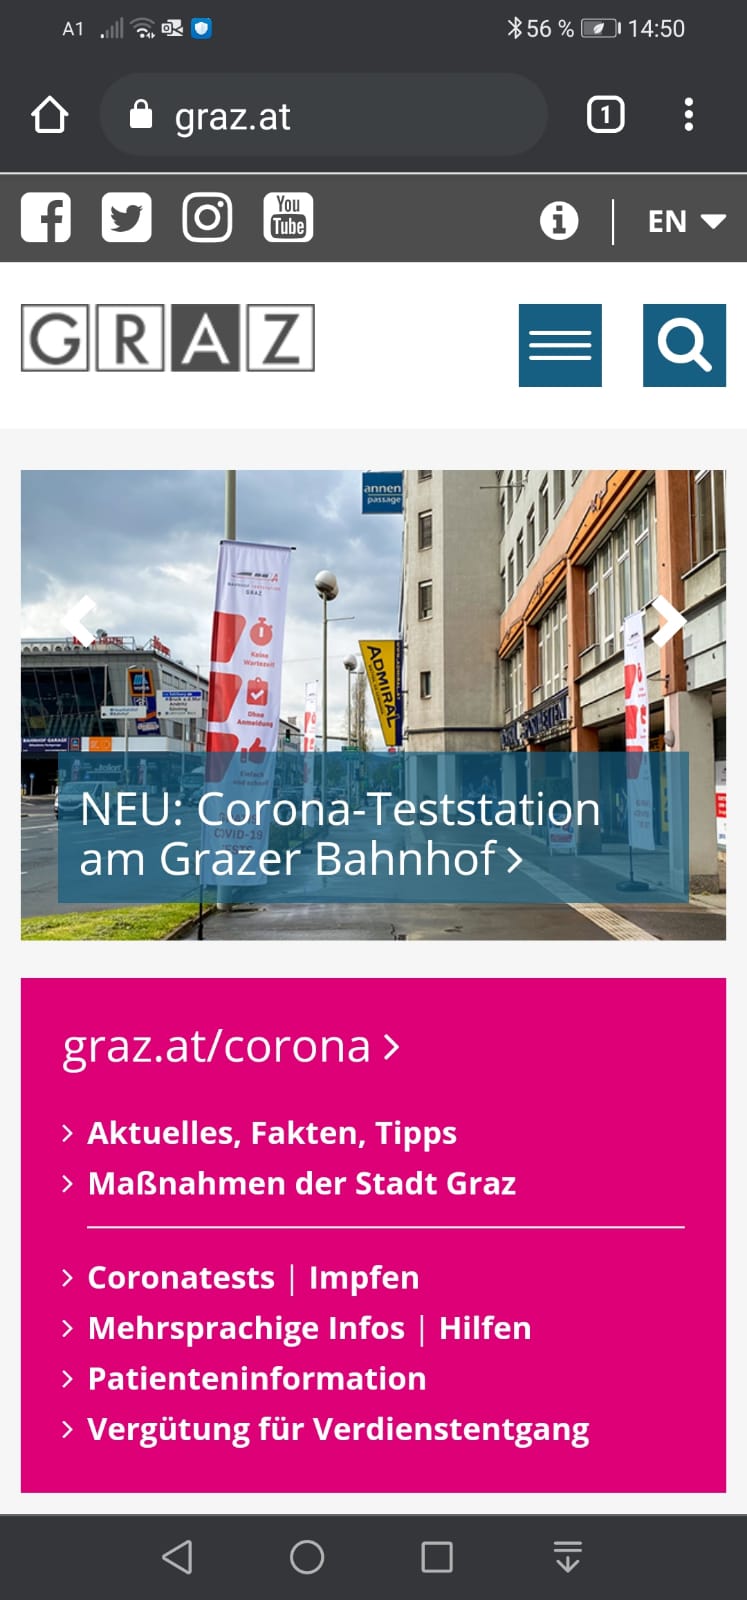 A1 56 % 14:50
graz.at 1
You
Tube
EN
GRAZ
annen
passage
GRAZ
Keine
Wartezeit
ADMIRAL
Ohne
Anmeldung
Einfach
und schnell
NEU: Corona-Teststation
COVID-19
am Grazer Bahnhof
graz.at/corona
Aktuelles, Fakten, Tipps
Maßnahmen der Stadt Graz
Coronatests | Impfen
Mehrsprachige Infos | Hilfen
Patienteninformation
Vergütung für Verdienstentgang